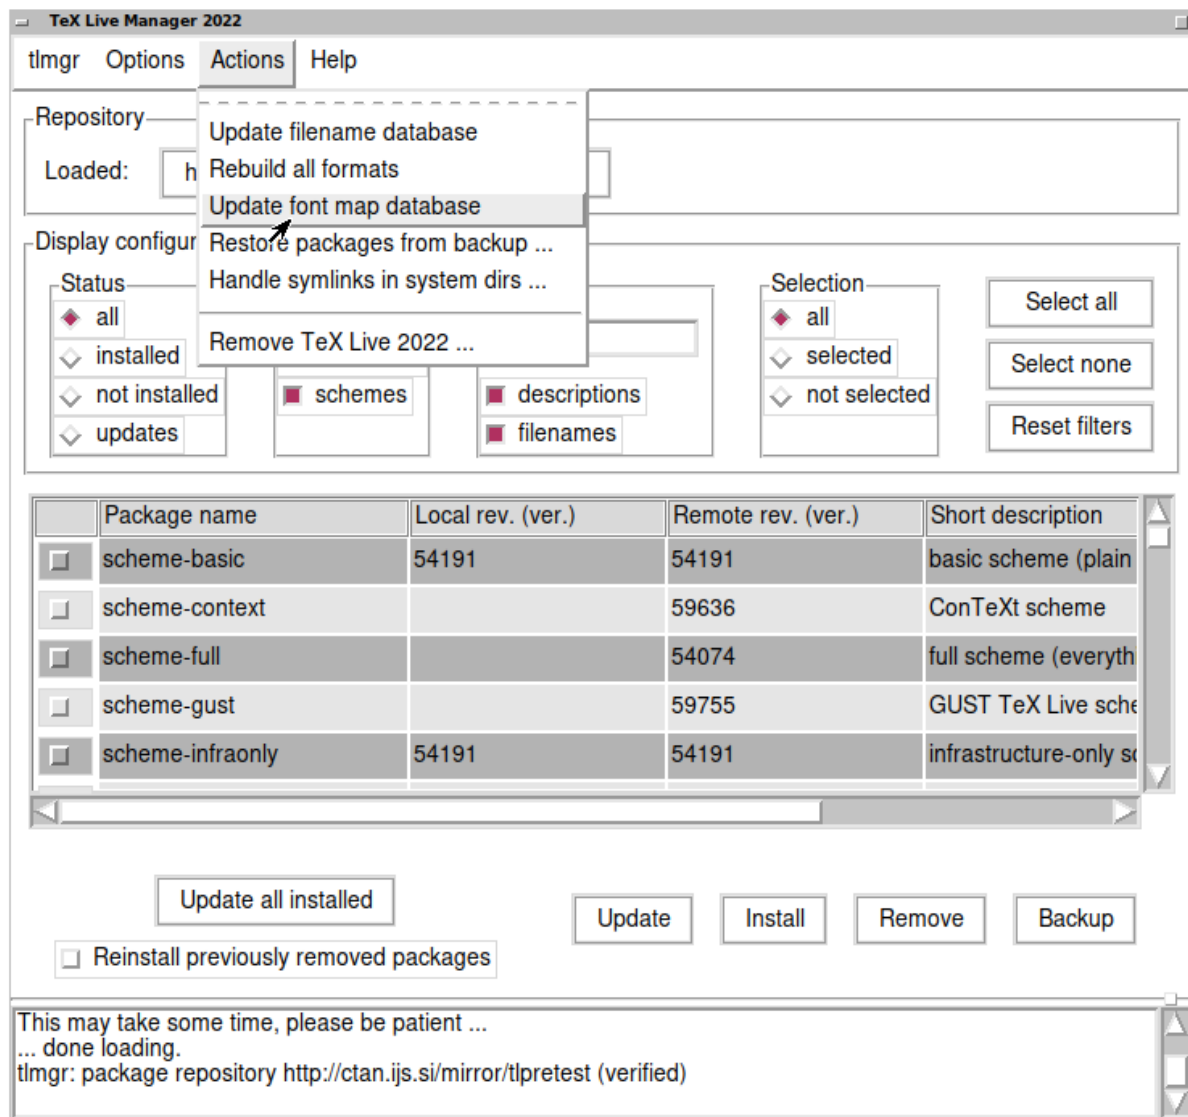 TeX Live Manager 2022
tlmgr Options Actions Help
Repository
Loaded: h
Update filename database
Rebuild all formats
Update font map database
Restore packages from backup ...
Handle symlinks in system dirs ...
Remove TeX Live 2022 ...
Display configur
Status
all
installed
not installed
updates
schemes
descriptions
filenames
Selection
all
selected
not selected
Select all
Select none
Reset filters
Package name Local rev. (ver.) Remote rev. (ver.) Short description
scheme-basic 54191 54191 basic scheme (plain
scheme-context 59636 ConTeXt scheme
scheme-full 54074 full scheme (everyth
scheme-gust 59755 GUST TeX Live sche
scheme-infraonly 54191 54191 infrastructure-only sc
Update all installed
Reinstall previously removed packages
Update Install Remove Backup
This may take some time, please be patient ...
... done loading.
tlmgr: package repository http://ctan.ijs.si/mirror/tlpretest (verified)